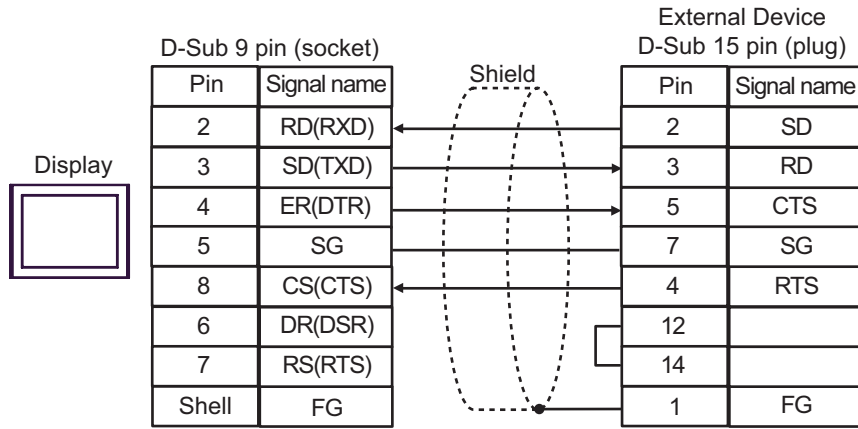 External Device
D-Sub 9 pin (socket) D-Sub 15 pin (plug)
Shield
Pin Signal name Pin Signal name
2 RD(RXD) 2 SD
Display
3 SD(TXD) 3 RD
4 ER(DTR) 5 CTS
5 SG 7 SG
8 CS(CTS) 4 RTS
6 DR(DSR) 12
7 RS(RTS) 14
Shell FG 1 FG